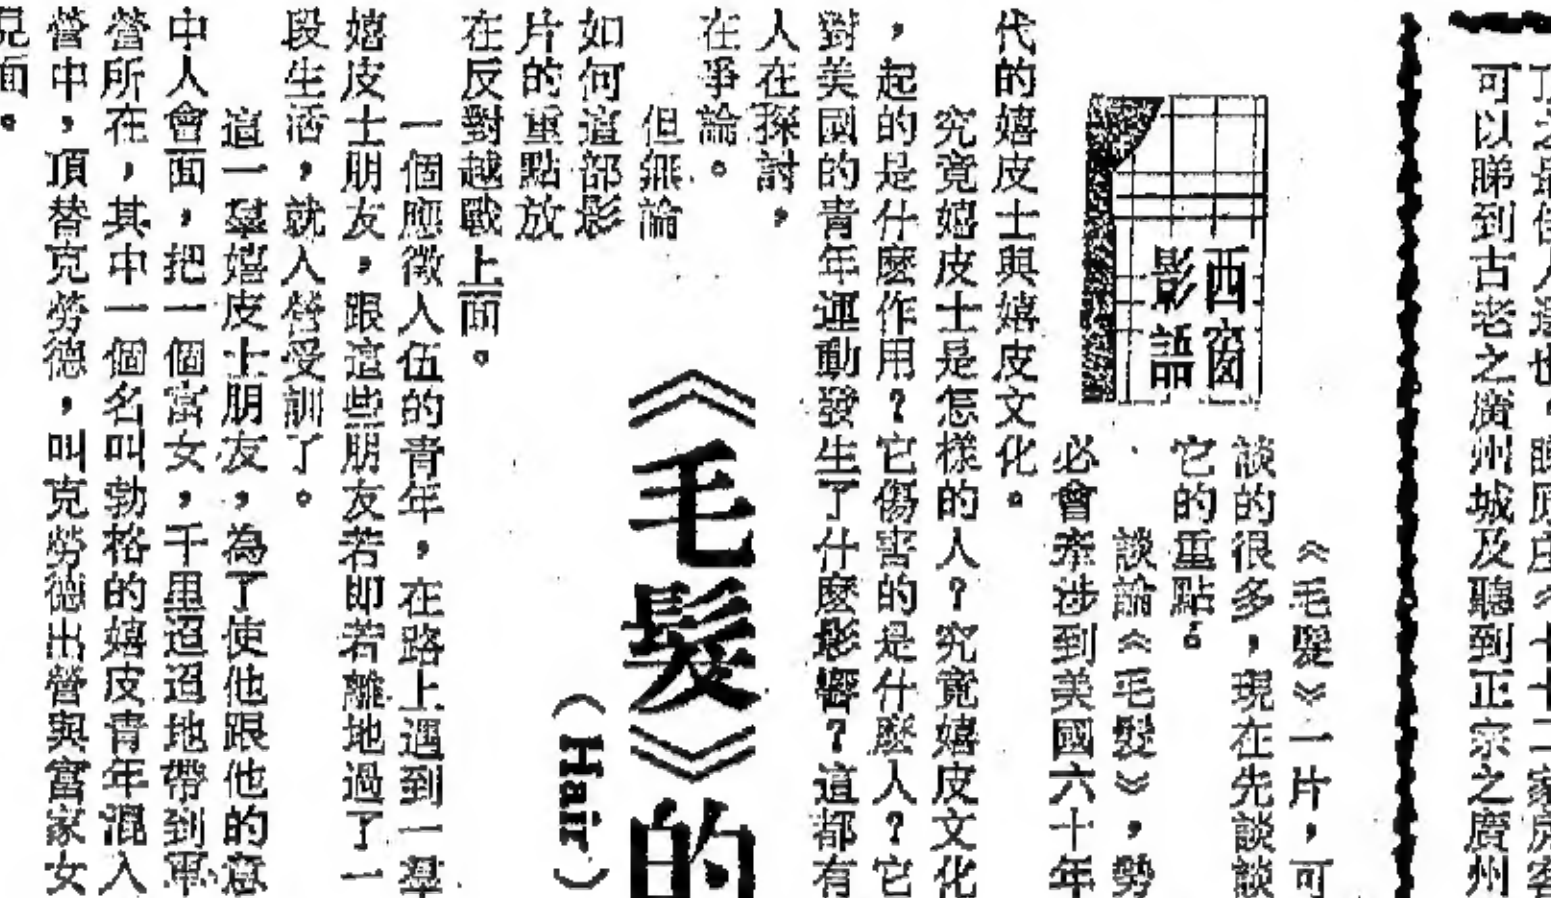 可以睇到古老之廣州城及聽到正宗之廣州
西窗
影語
《毛髮》一片，可
談的很多，現在先談談
它的重點。
談論《毛髮》，勢
必會牽涉到美國六十年
代的嬉皮士與嬉皮文化。
究竟嬉皮士是怎樣的人？究竟嬉皮文化
，起的是什麼作用？它傷害的是什麼人？它
對美國的青年運動發生了什麼影響？這都有
人在探討，
在爭論。
《毛髮》的
(Hair)
但無論
如何這部影
片的重點放
在反對越戰上面。
一個應徵入伍的青年，在路上遇到一羣
嬉皮士朋友，跟這些朋友若即若離地過了一
段生活，就入營受訓了。
這一羣嬉皮士朋友，為了使他跟他的意
中人會面，把一個富女，千里迢迢地帶到軍
營所在，其中一個名叫勃格的嬉皮青年混入
營中，頂替克勞德，叫克勞德出營與富家女
見面。